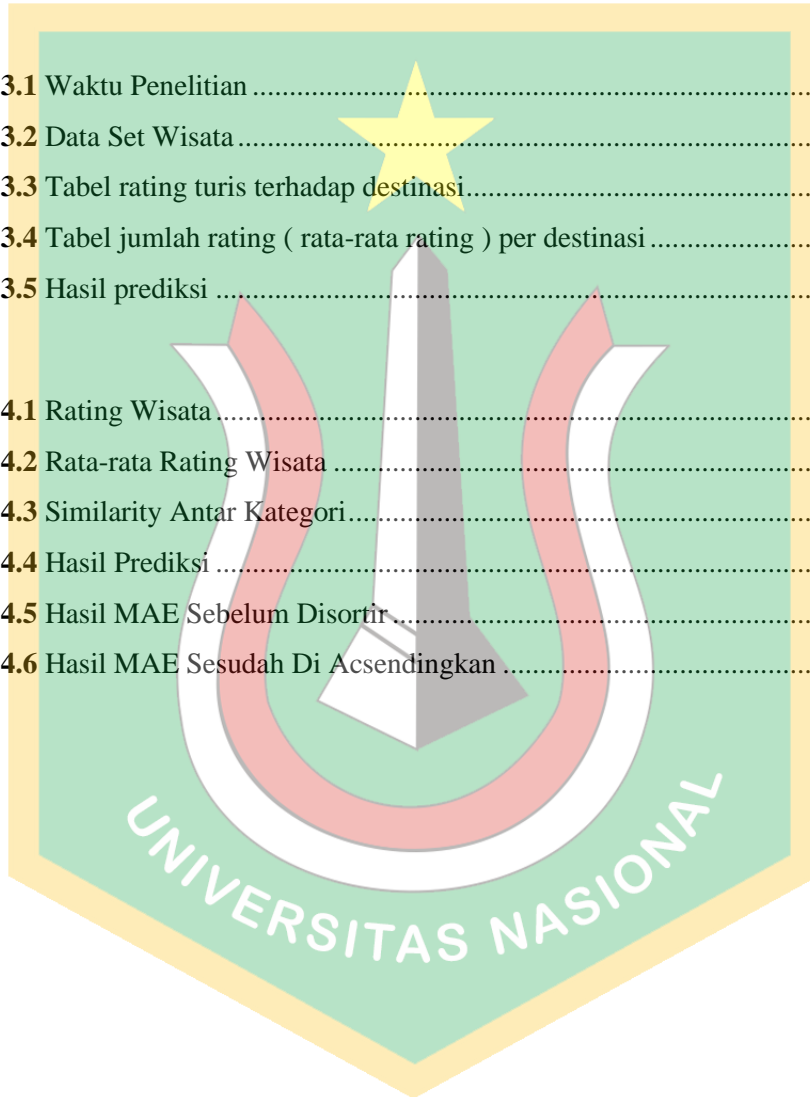 3.1 Waktu Penelitian ................................................................
3.2 Data Set Wisata ..................................................................
3.3 Tabel rating turis terhadap destinasi.......................................
3.4 Tabel jumlah rating ( rata-rata rating ) per destinasi ..................
3.5 Hasil prediksi .....................................................................
4.1 Rating Wisata .....................................................................
4.2 Rata-rata Rating Wisata ......................................................
4.3 Similarity Antar Kategori.....................................................
4.4 Hasil Prediksi .....................................................................
4.5 Hasil MAE Sebelum Disortir ................................................
4.6 Hasil MAE Sesudah Di Acsendingkan ...................................
UNIVERSITAS NASIONAL